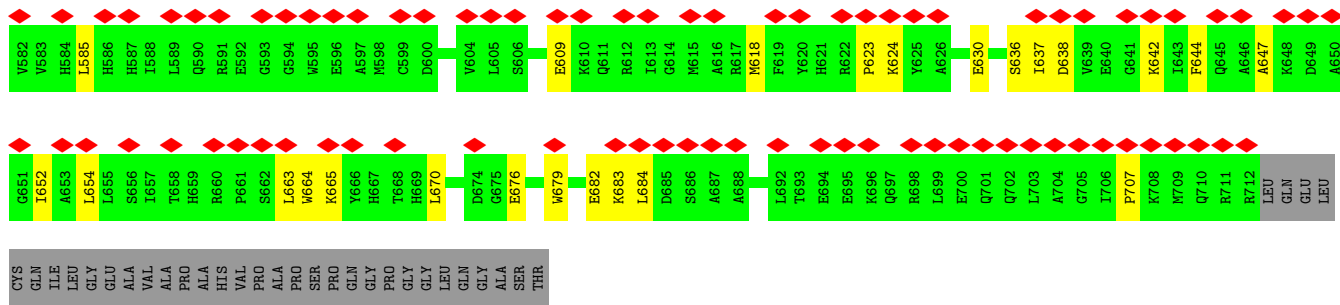 V582 V583 H584 L585 H586 H587 I588 L589 Q590 R591 E592 G593 G594 W595 E596 A597 M598 C599 D600 V604 L605 S606 E609 K610 Q611 R612 I613 G614 M615 A616 R617 M618 F619 Y620 H621 R622 P623 K624 Y625 A626 E630 S636 I637 D638 V639 E640 G641 K642 I643 F644 Q645 A646 A647 K648 D649 A650
G651 I652 A653 L654 L655 S656 I657 T658 H659 R660 P661 S662 L663 W664 K665 Y666 H667 T668 H669 L670 D674 G675 E676 W679 E682 K683 L684 D685 S686 A687 A688 L692 T693 E694 E695 K696 Q697 R698 L699 E700 Q701 Q702 L703 A704 G705 I706 P707 K708 M709 Q710 R711 R712 LEU GLN GLU LEU
CYS GLN ILE LEU GLY GLU ALA VAL ALA PRO ALA HIS VAL PRO ALA PRO SER PRO GLN GLY PRO GLY GLY LEU GLN GLY ALA SER THR